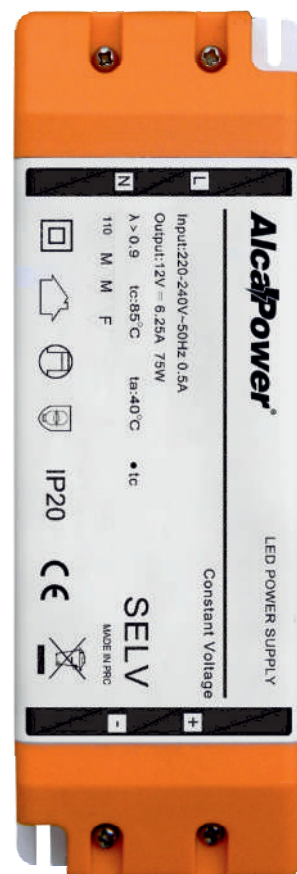 L
N
AlcaPower®
LED POWER SUPPLY
Constant Voltage
Input:220-240V~50Hz 0.5A
Output:12V ⎓ 6.25A 75W
λ > 0.9 tc:85°C ta:40°C • tc
110 M M F
SELV
MADE IN PRC
IP20
CE
+
-